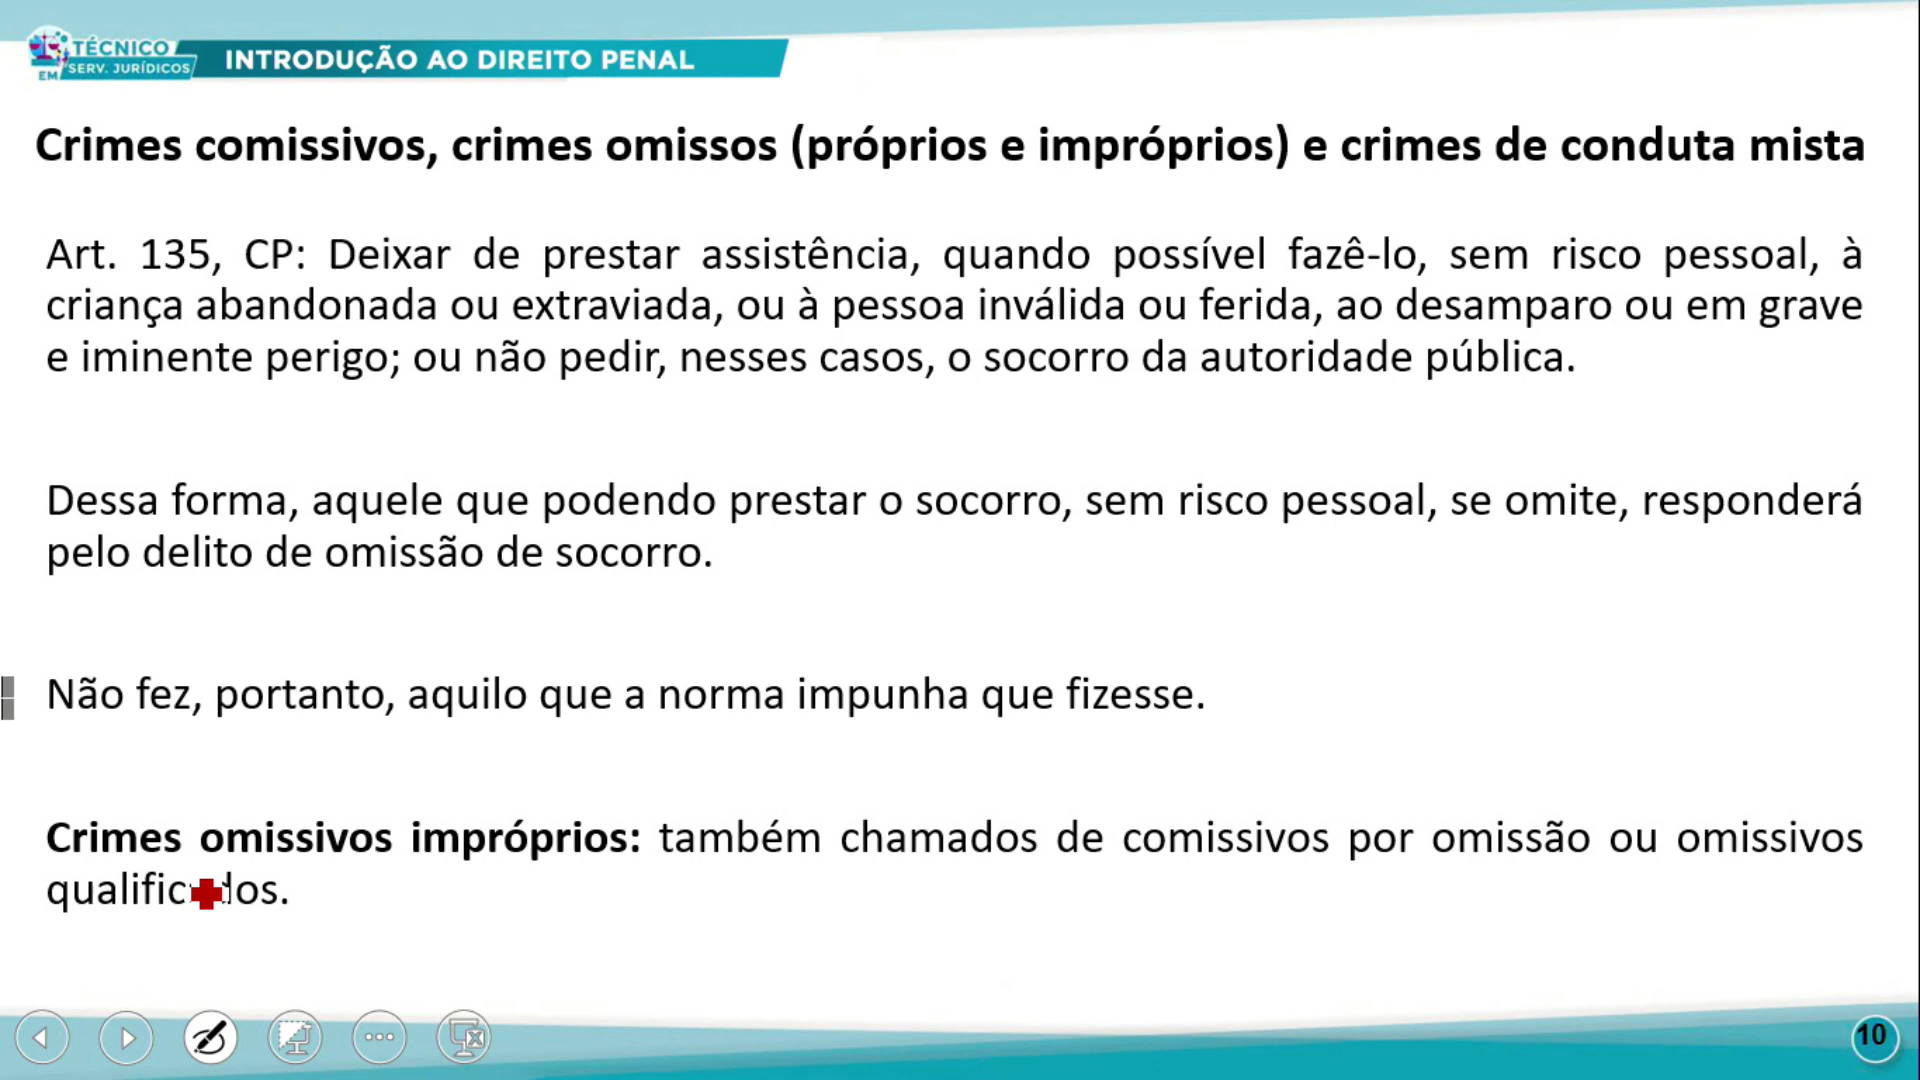 TÉCNICO
EM SERV. JURÍDICOS
INTRODUÇÃO AO DIREITO PENAL
Crimes comissivos, crimes omissos (próprios e impróprios) e crimes de conduta mista
Art. 135, CP: Deixar de prestar assistência, quando possível fazê-lo, sem risco pessoal, à
criança abandonada ou extraviada, ou à pessoa inválida ou ferida, ao desamparo ou em grave
e iminente perigo; ou não pedir, nesses casos, o socorro da autoridade pública.
Dessa forma, aquele que podendo prestar o socorro, sem risco pessoal, se omite, responderá
pelo delito de omissão de socorro.
Não fez, portanto, aquilo que a norma impunha que fizesse.
Crimes omissivos impróprios: também chamados de comissivos por omissão ou omissivos
qualificados.
10